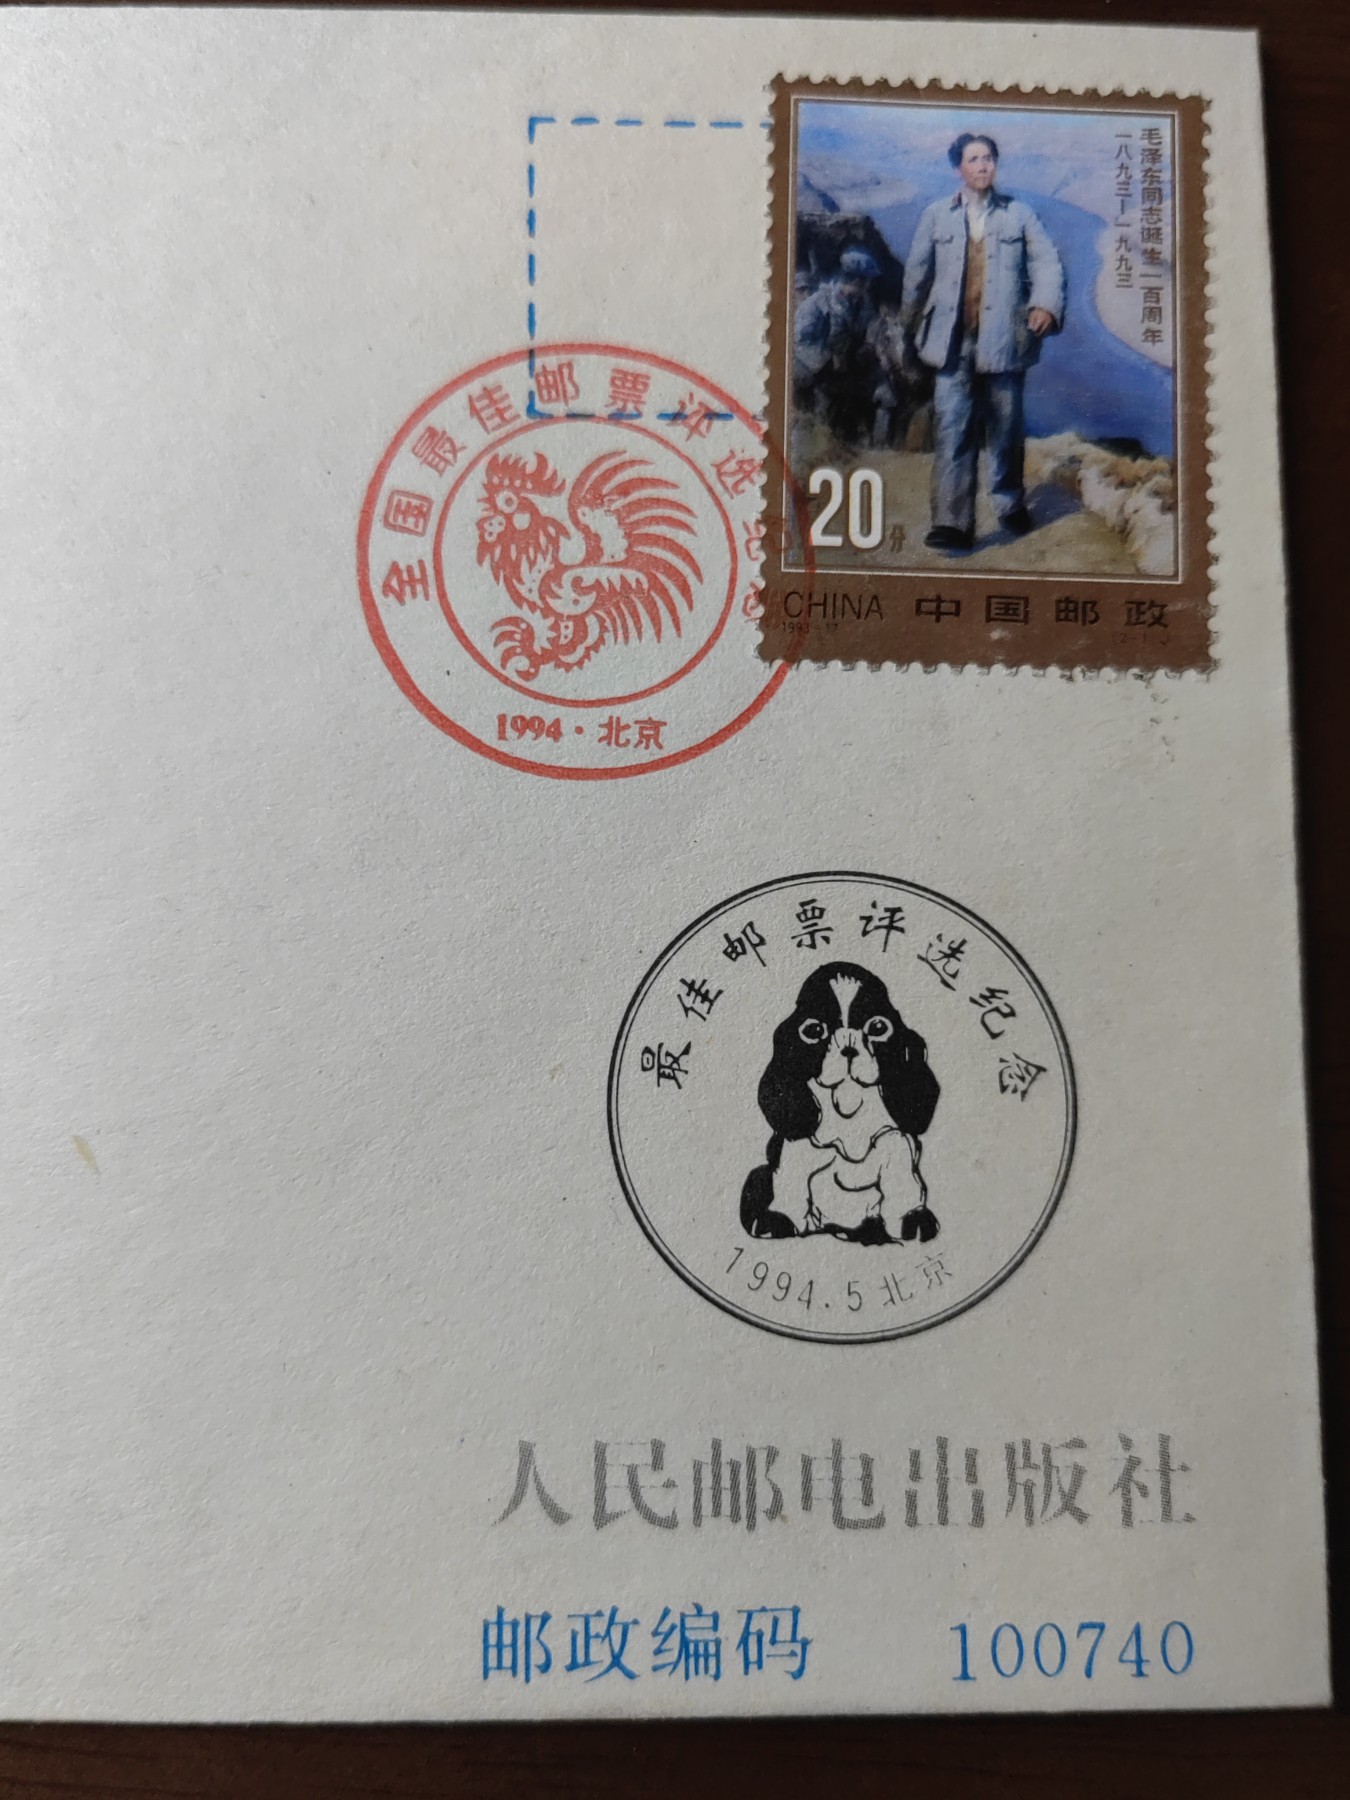 毛泽东同志诞生一百周年
一八九三—一九九三
20分
CHINA 中国邮政
1993-17
全国最佳邮票评选纪念
1994·北京
最佳邮票评选纪念
1994.5北京
人民邮电出版社
邮政编码 100740